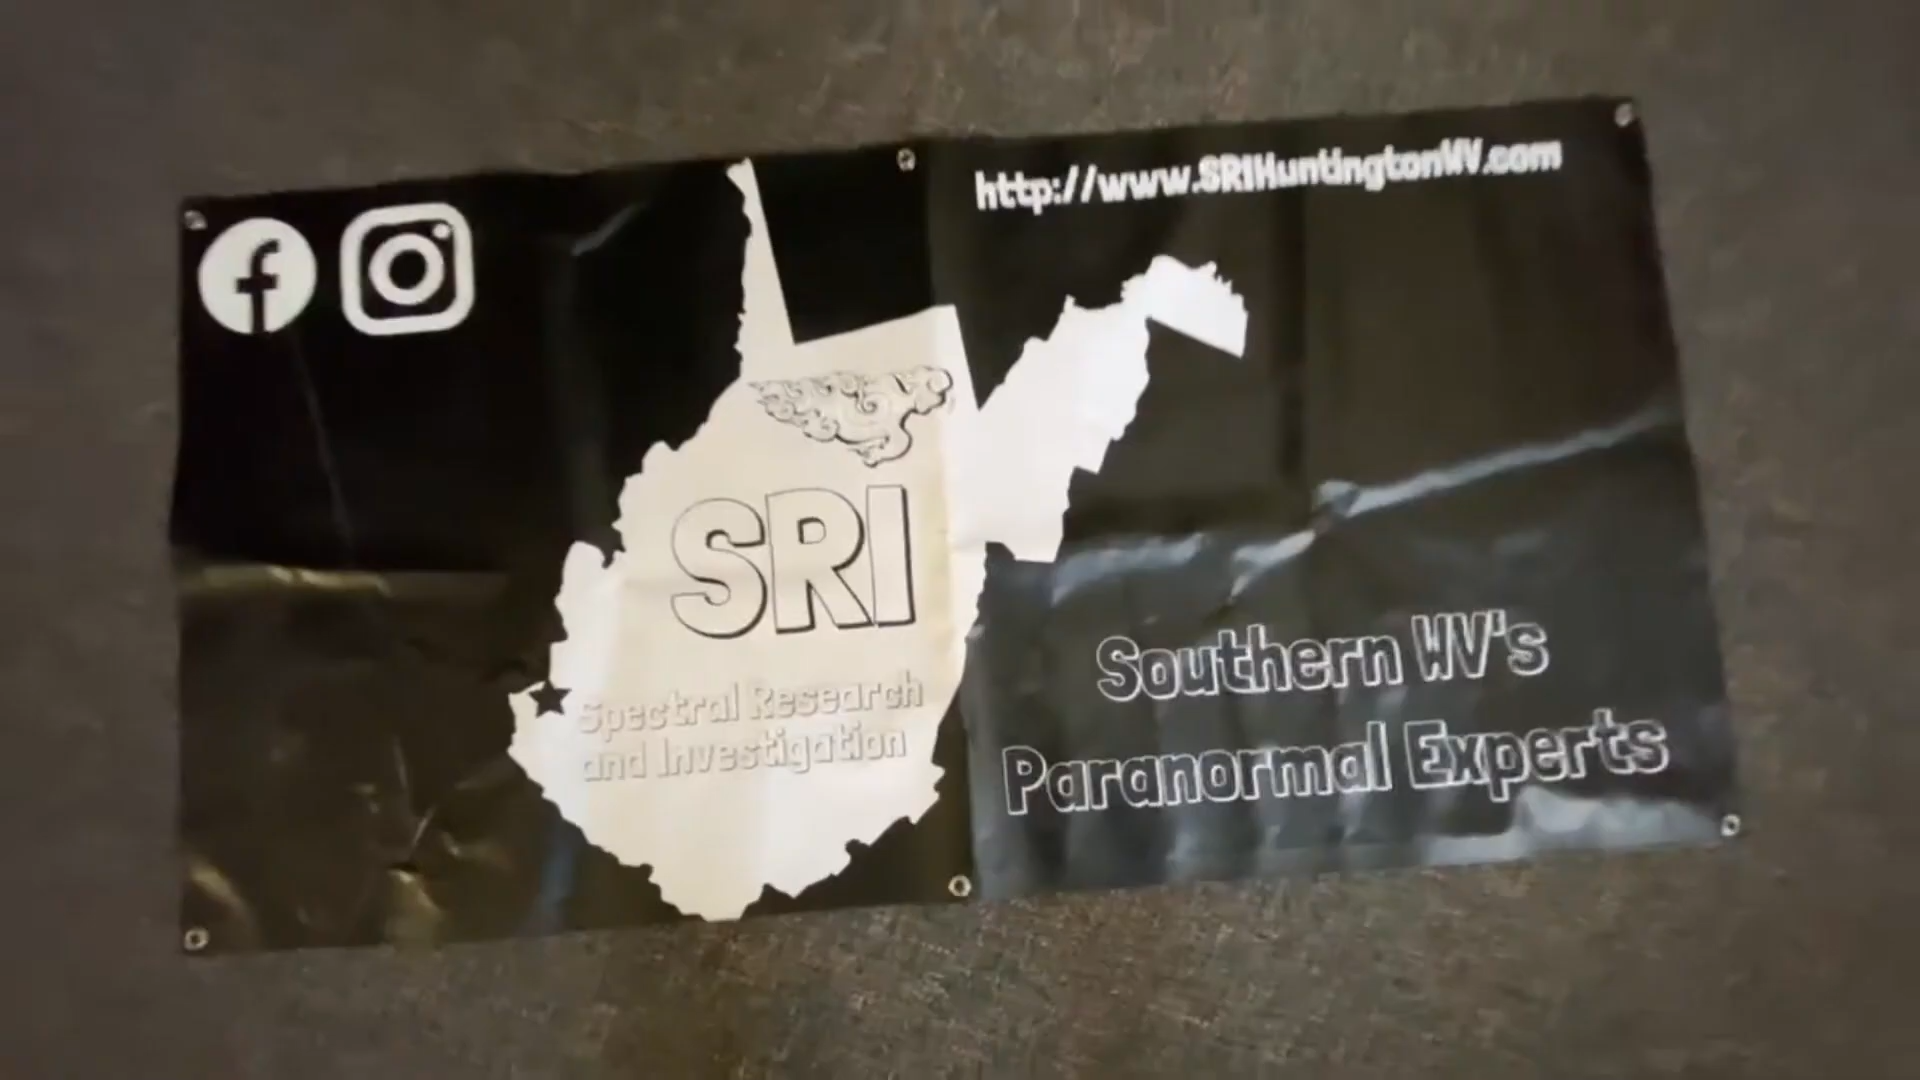 http://www.SRIHuntingtonWV.com
SRI
Spectral Research
and Investigation
Southern WV's
Paranormal Experts